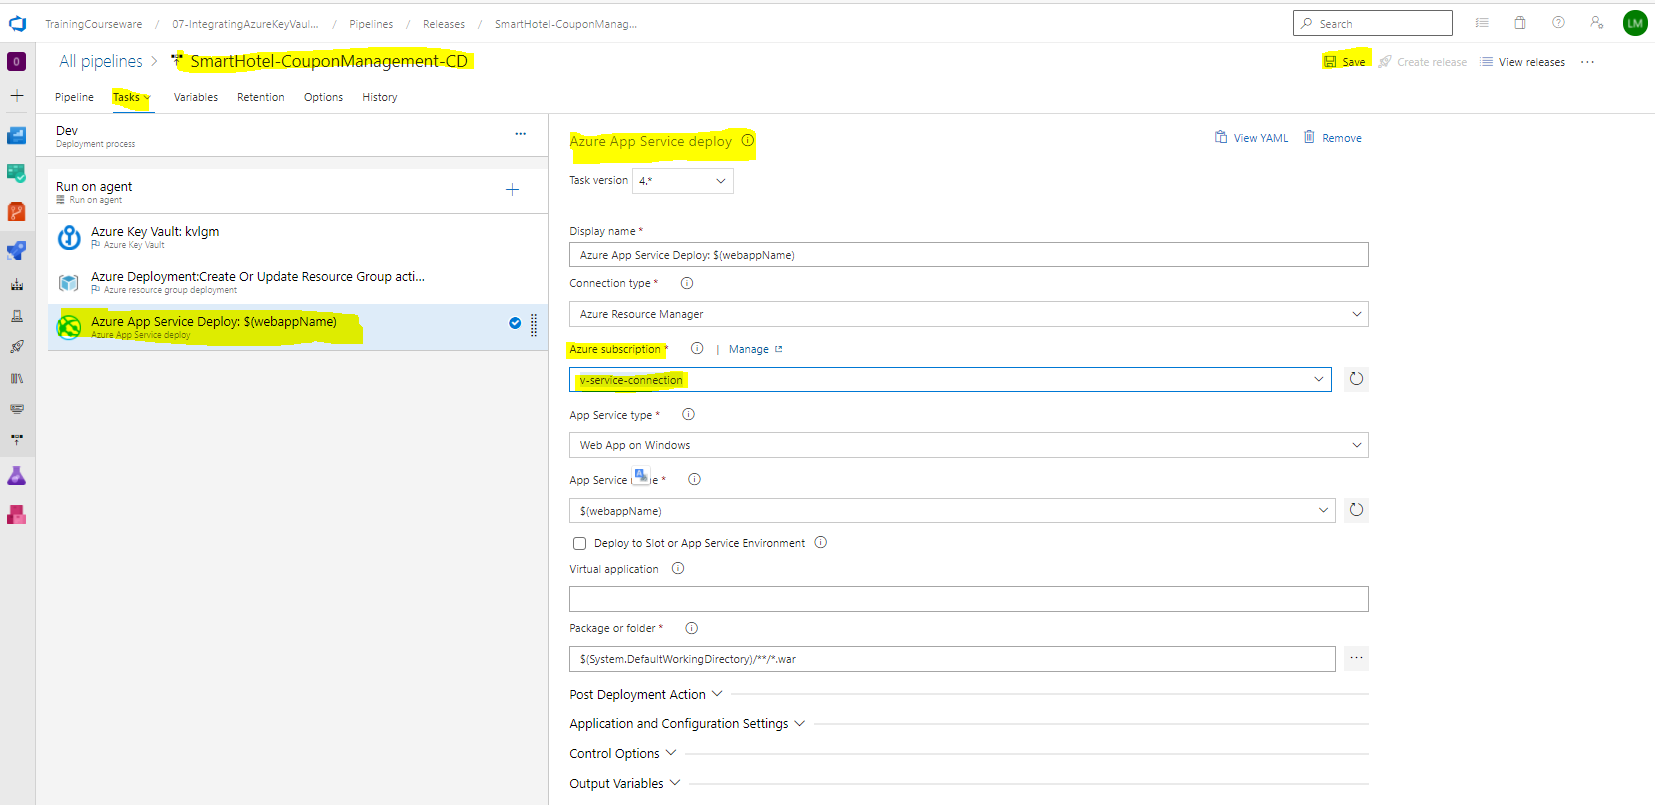 TrainingCourseware / 07-IntegratingAzureKeyVaul... / Pipelines / Releases / SmartHotel-CouponManag...
Search
LM
O
All pipelines > SmartHotel-CouponManagement-CD
Save Create release View releases ...
Pipeline Tasks Variables Retention Options History
Dev
Deployment process
...
Run on agent
Run on agent
Azure Key Vault: kvlgm
Azure Key Vault
Azure Deployment:Create Or Update Resource Group acti...
Azure resource group deployment
Azure App Service Deploy: $(webappName)
Azure App Service deploy
Azure App Service deploy
View YAML Remove
Task version 4.*
Display name *
Azure App Service Deploy: $(webappName)
Connection type *
Azure Resource Manager
Azure subscription * | Manage
v-service-connection
App Service type *
Web App on Windows
App Service e *
$(webappName)
Deploy to Slot or App Service Environment
Virtual application
Package or folder *
$(System.DefaultWorkingDirectory)/**/*.war
...
Post Deployment Action
Application and Configuration Settings
Control Options
Output Variables